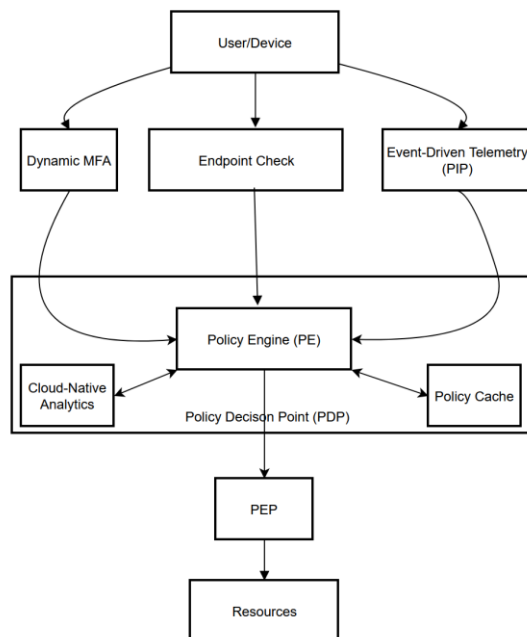 User/Device
Dynamic MFA
Endpoint Check
Event-Driven Telemetry
(PIP)
Policy Engine (PE)
Cloud-Native
Analytics
Policy Cache
Policy Decison Point (PDP)
PEP
Resources